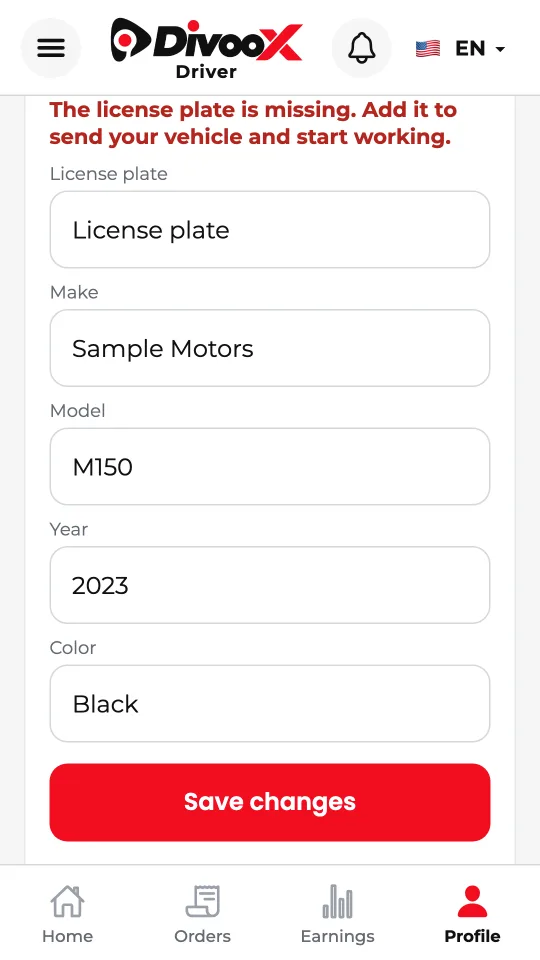 DivooX
Driver
EN
The license plate is missing. Add it to
send your vehicle and start working.
License plate
License plate
Make
Sample Motors
Model
M150
Year
2023
Color
Black
Save changes
Home
Orders
Earnings
Profile